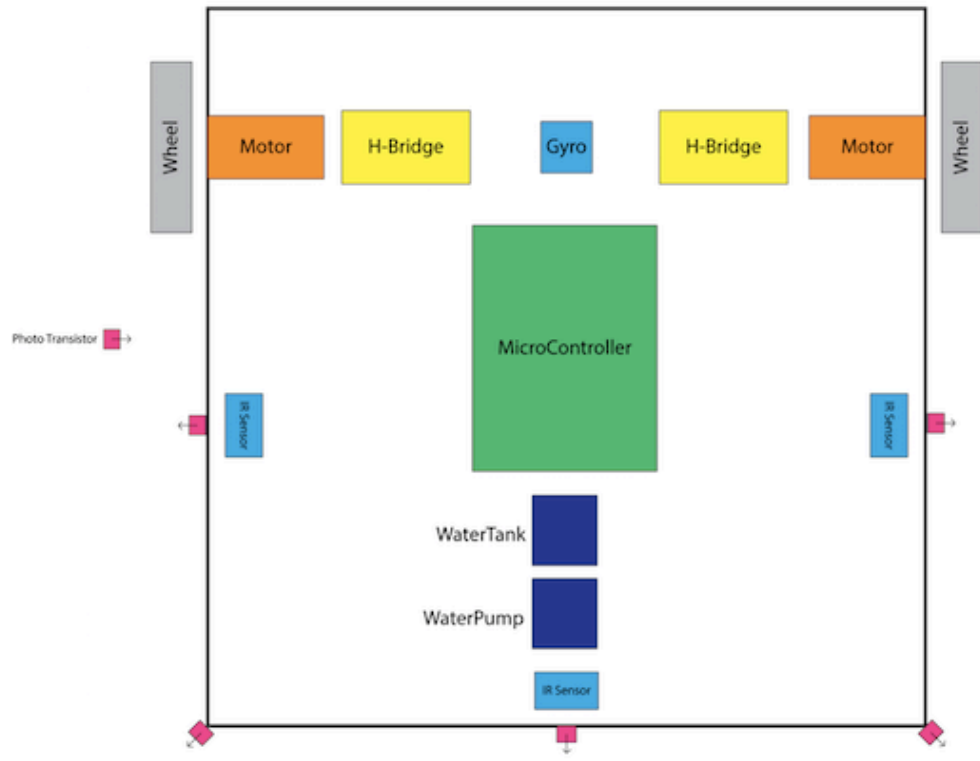 Wheel
Motor
H-Bridge
Gyro
H-Bridge
Motor
Wheel
MicroController
Photo Transistor
IR Sensor
IR Sensor
WaterTank
WaterPump
IR Sensor